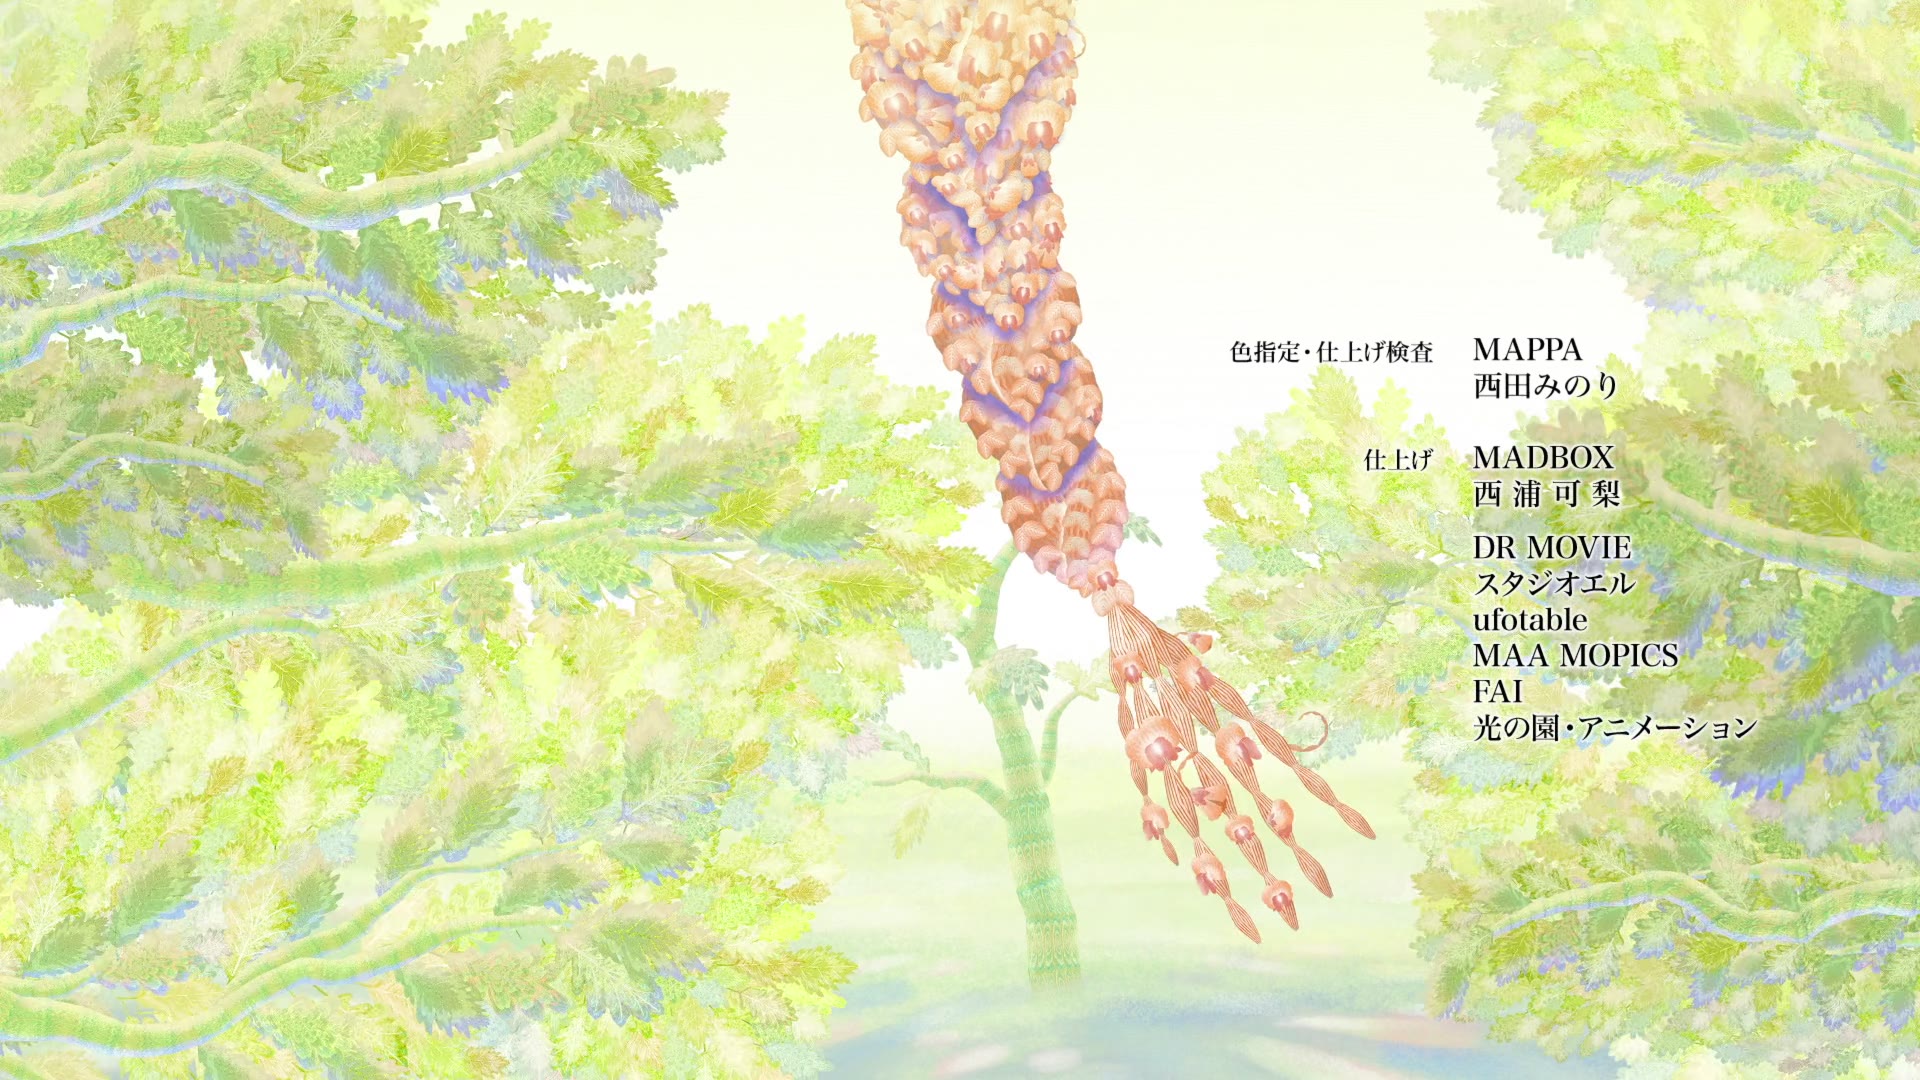 色指定・仕上げ検査 MAPPA
西田みのり
仕上げ MADBOX
西浦可梨
DR MOVIE
スタジオエル
ufotable
MAA MOPICS
FAI
光の園・アニメーション